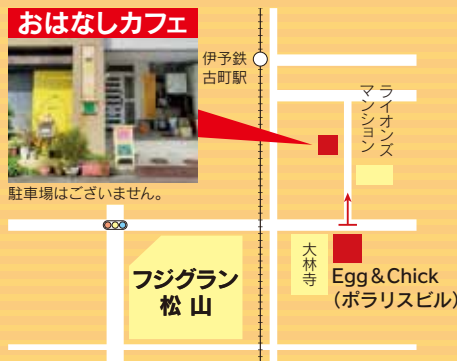 おはなしカフェ
駐車場はございません。
伊予鉄
古町駅
ライオンズ
マンション
フジグラン
松山
大林寺
Egg&Chick
(ポラリスビル)